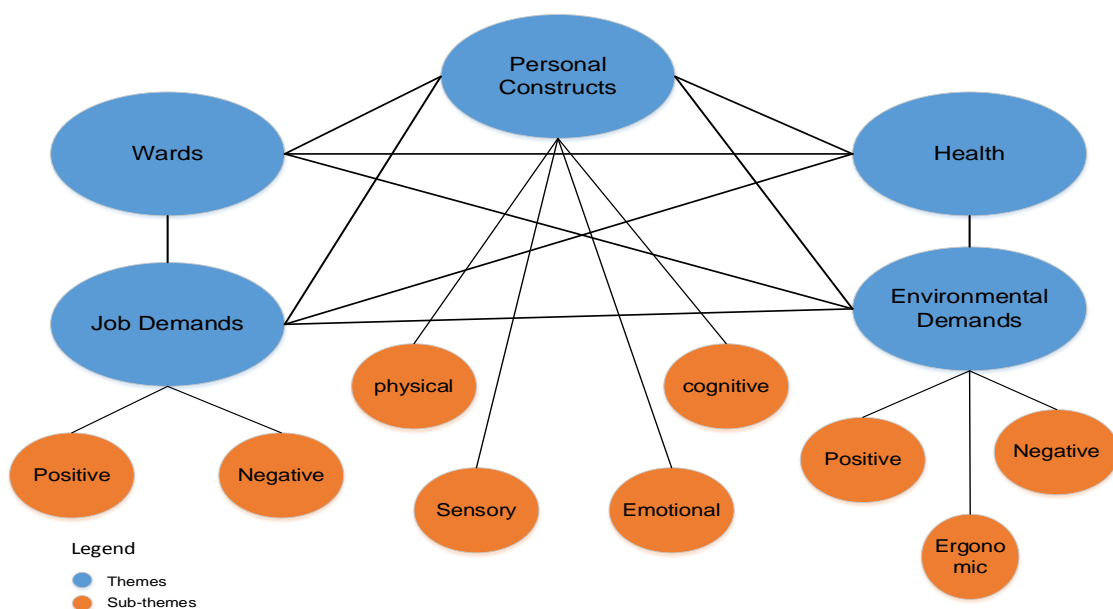 Personal
Constructs
Wards
Health
Job Demands
Environmental
Demands
physical
cognitive
Positive
Negative
Sensory
Emotional
Positive
Negative
Ergono
mic
Legend
Themes
Sub-themes